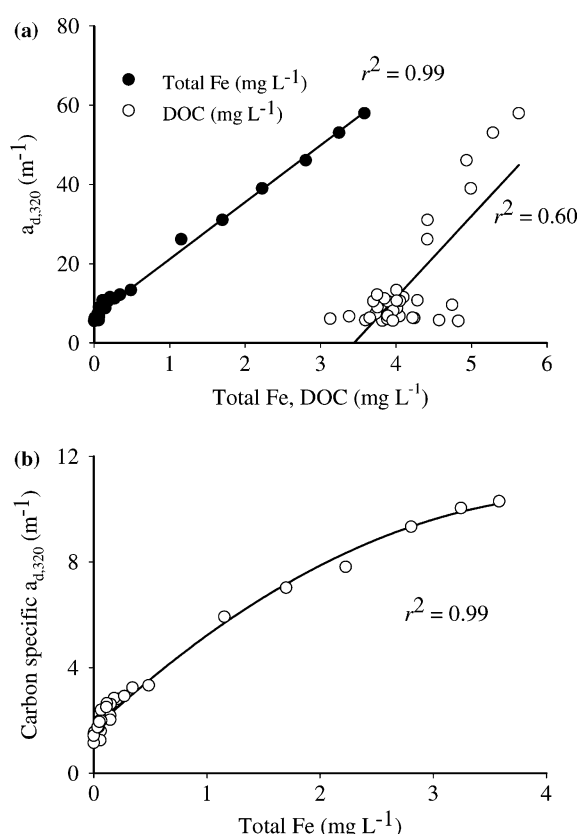 (a)
80
60
40
20
0
a_d,320 (m⁻¹)
Total Fe (mg L⁻¹)
DOC (mg L⁻¹)
r² = 0.99
r² = 0.60
0 1 2 3 4 5 6
Total Fe, DOC (mg L⁻¹)
(b)
12
8
4
0
Carbon specific a_d,320 (m⁻¹)
r² = 0.99
0 1 2 3 4
Total Fe (mg L⁻¹)